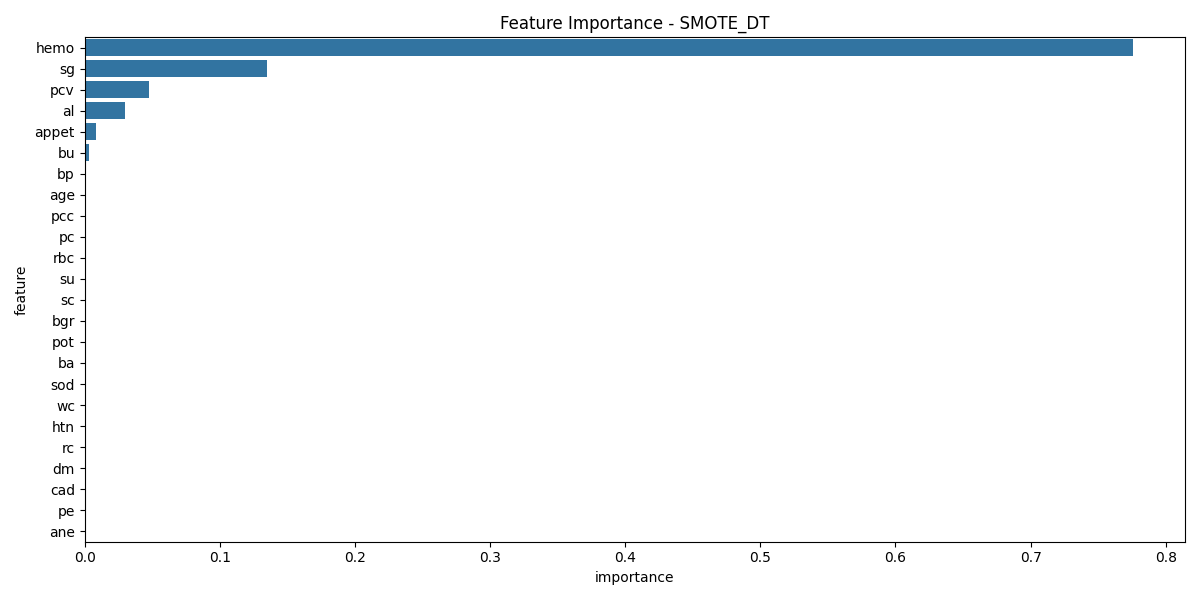 Feature Importance - SMOTE_DT
hemo
sg
pcv
al
appet
bu
bp
age
pcc
pc
rbc
su
sc
bgr
pot
ba
sod
wc
htn
rc
dm
cad
pe
ane
feature
0.0 0.1 0.2 0.3 0.4 0.5 0.6 0.7 0.8
importance